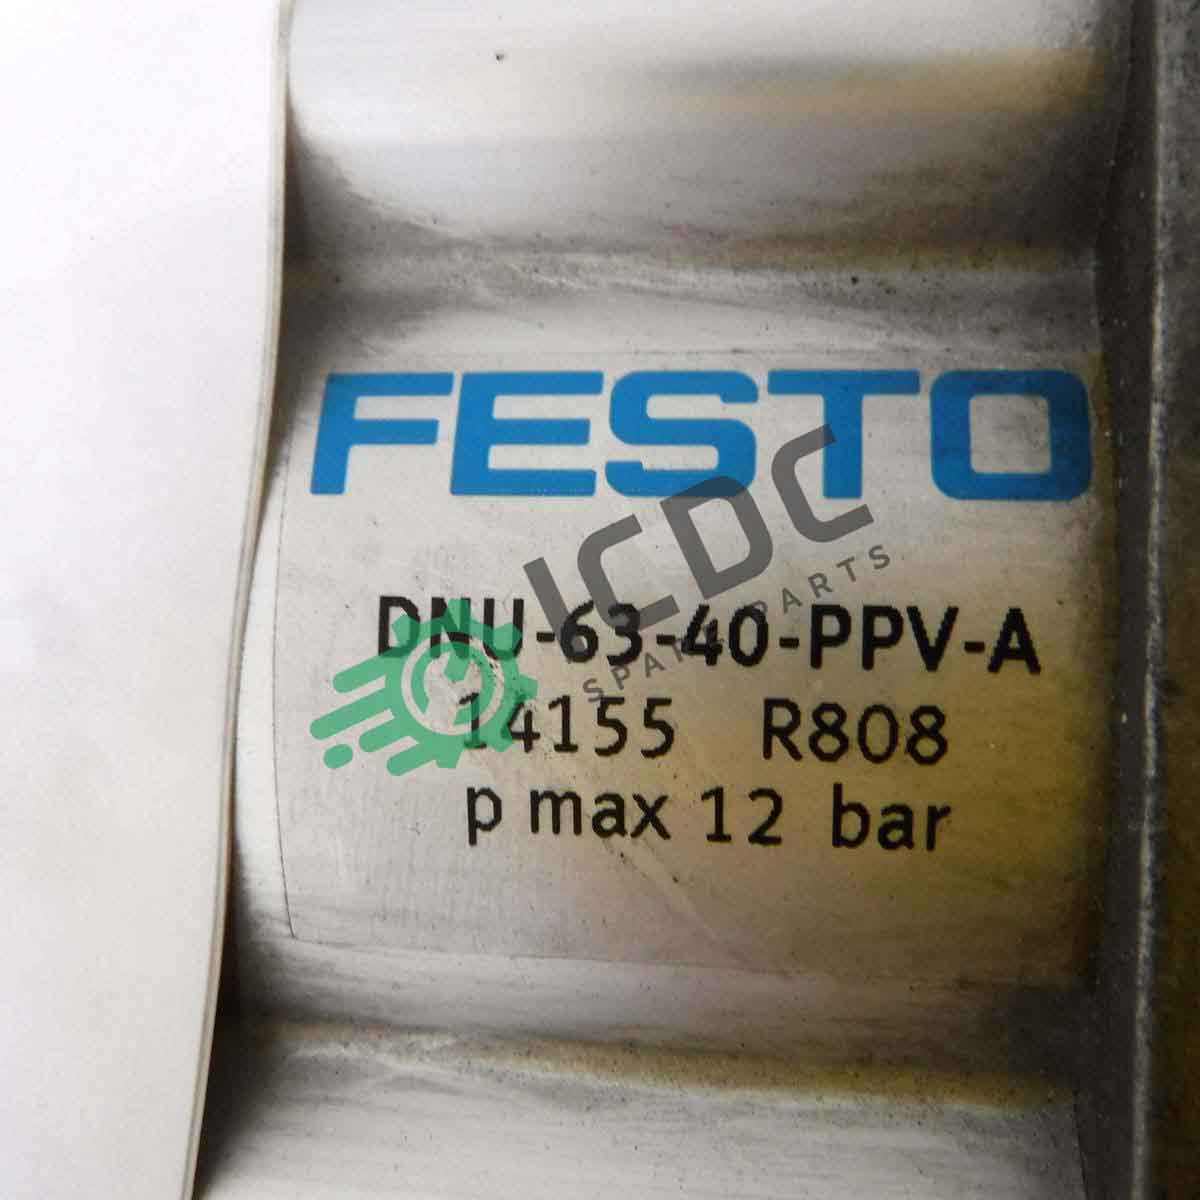 FESTO
ICDC
SPARE PARTS
DNU-63-40-PPV-A
14155 R808
p max 12 bar